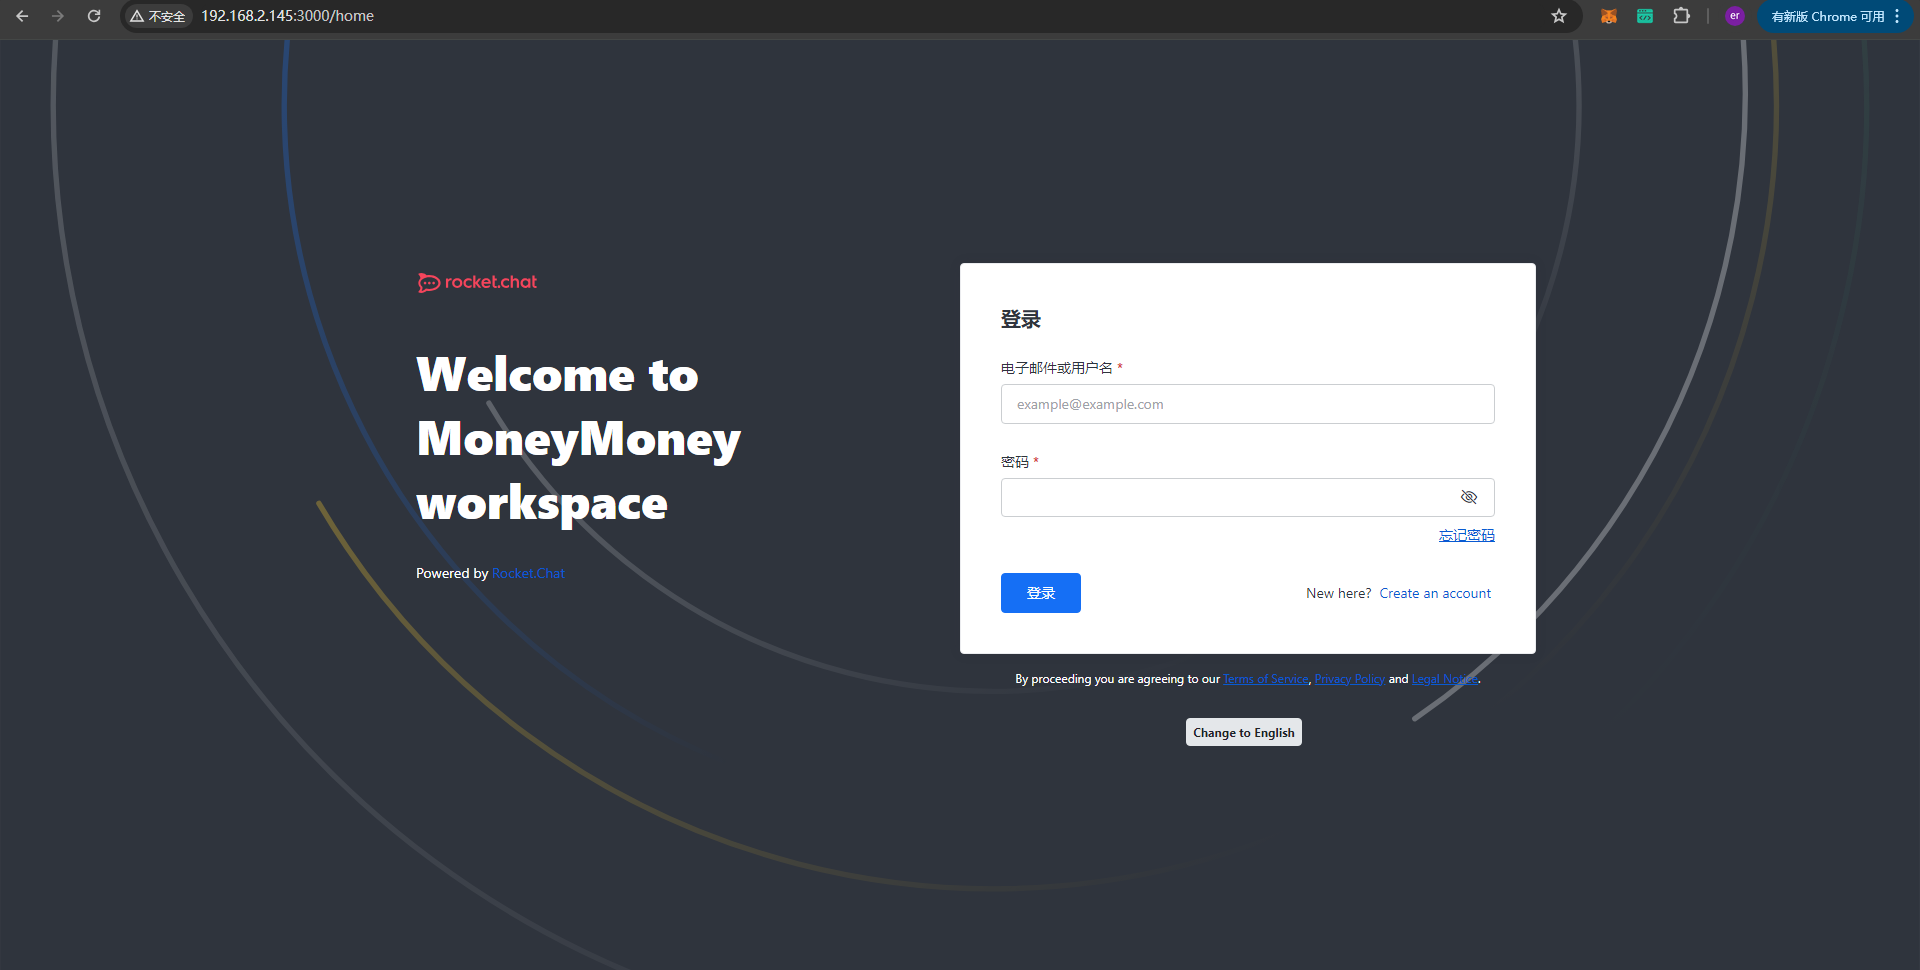 不安全
192.168.2.145:3000/home
er
有新版 Chrome 可用
rocket.chat
Welcome to
MoneyMoney
workspace
Powered by Rocket.Chat
登录
电子邮件或用户名 *
example@example.com
密码 *
忘记密码
登录
New here? Create an account
By proceeding you are agreeing to our Terms of Service, Privacy Policy and Legal Notice.
Change to English